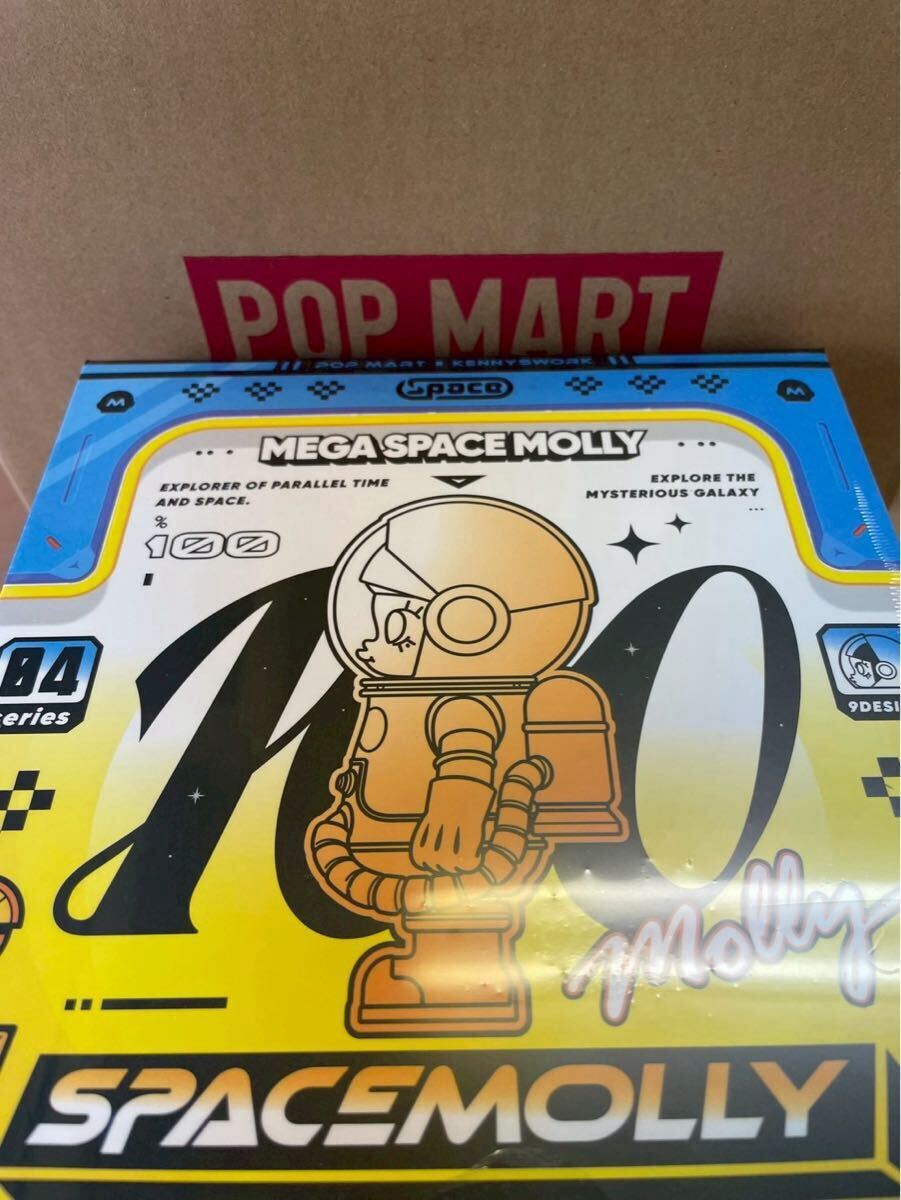 POP MART
POP MART × KENNYSWORK
Space
M
M
MEGA SPACE MOLLY
EXPLORER OF PARALLEL TIME
AND SPACE.
EXPLORE THE
MYSTERIOUS GALAXY
...
%
100
04
series
9DESI
Molly
SPACEMOLLY